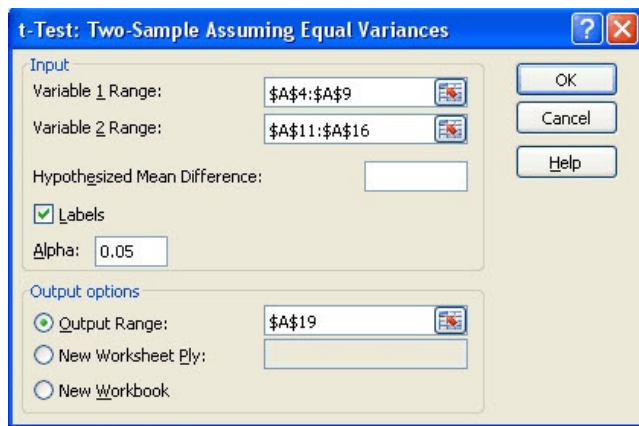 t-Test: Two-Sample Assuming Equal Variances
Input
Variable 1 Range: $A$4:$A$9
Variable 2 Range: $A$11:$A$16
Hypothesized Mean Difference:
Labels
Alpha: 0.05
OK
Cancel
Help
Output options
Output Range: $A$19
New Worksheet Ply:
New Workbook